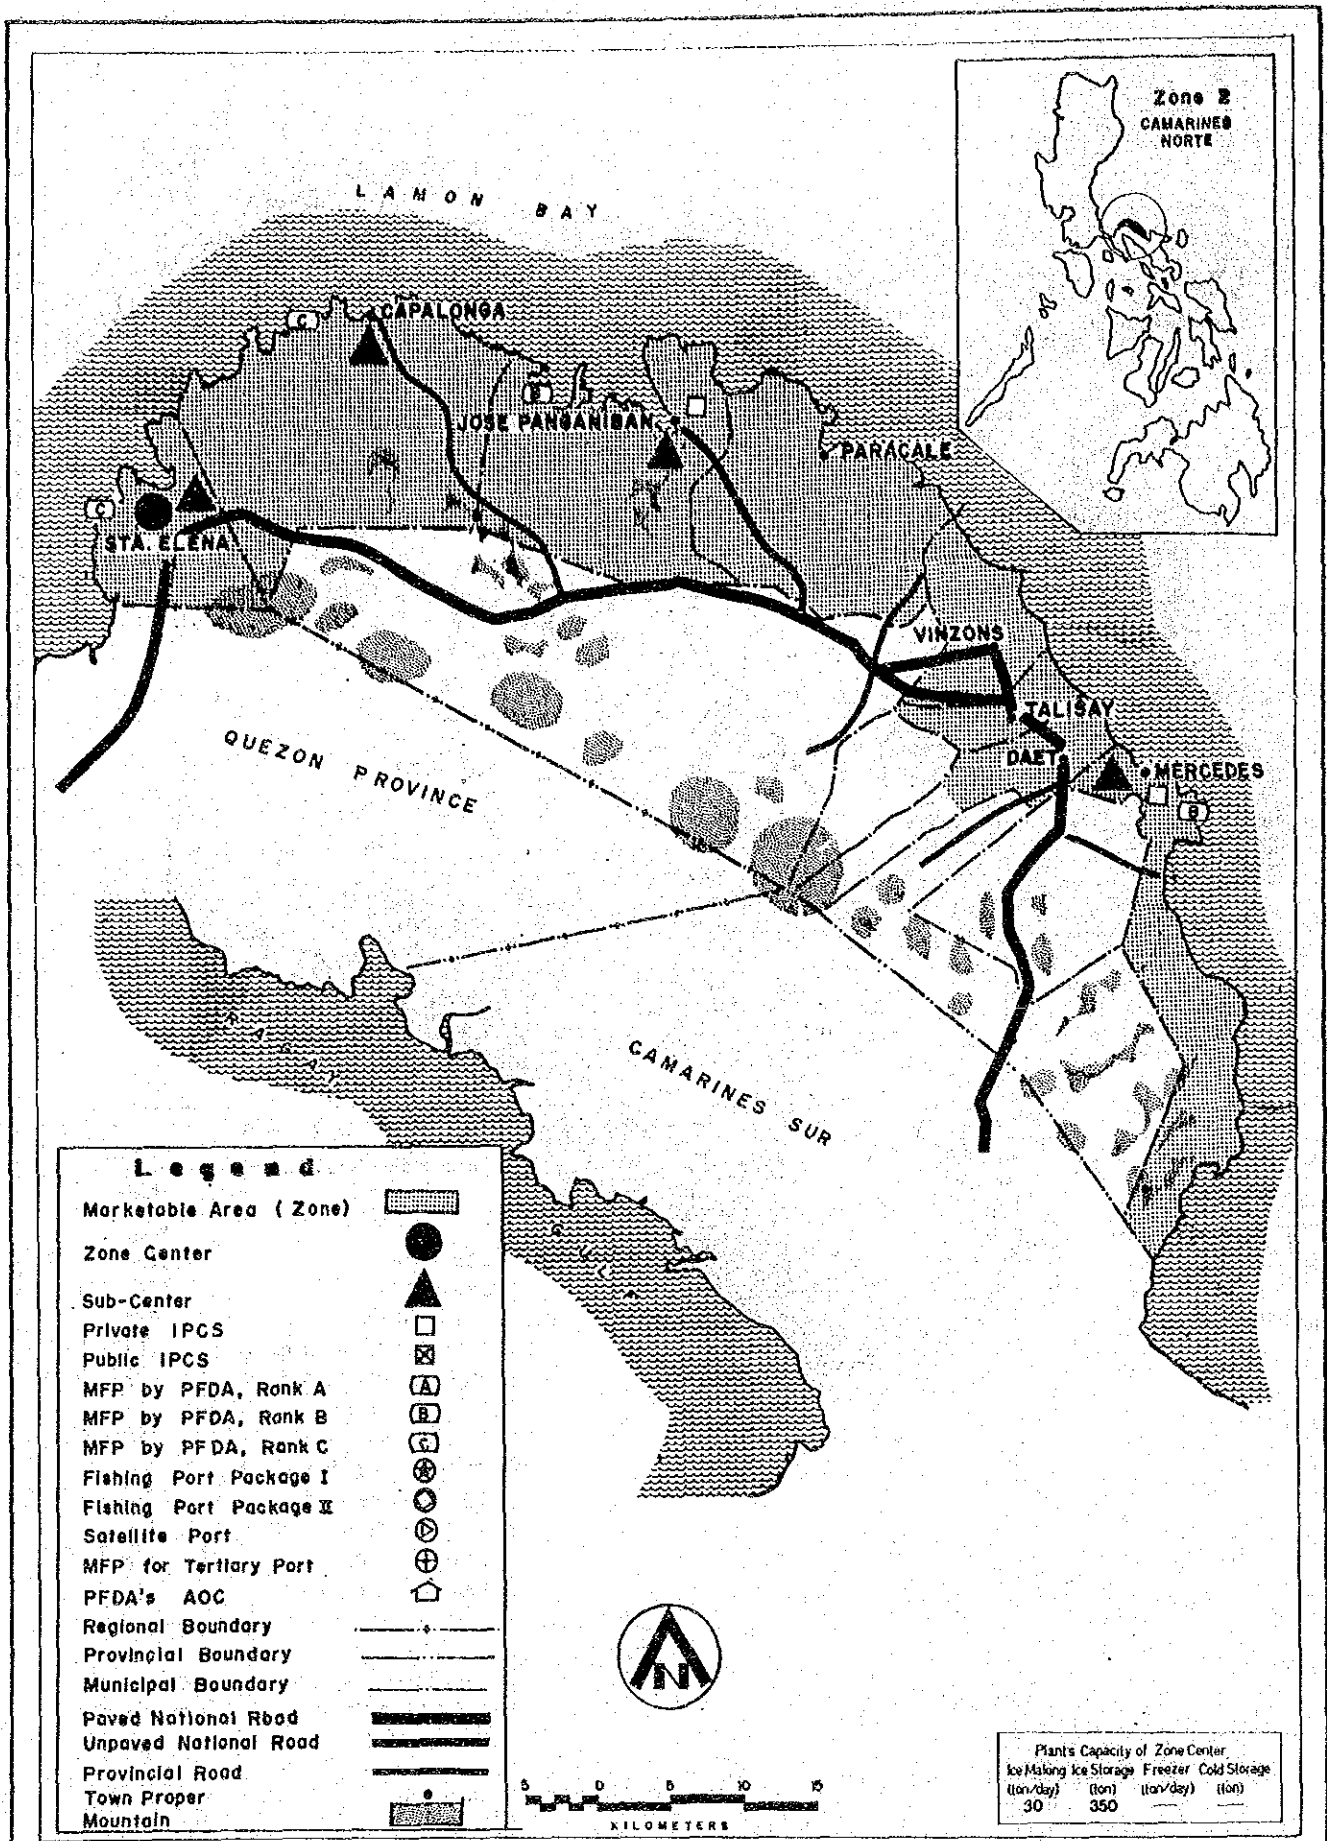 Zone 2
CAMARINES
NORTE
LAMON BAY
C
CAPALONGA
B
JOSE PANGANIBAN
PARACALE
C
STA. ELENA
VINZONS
TALISAY
DAET
MERCEDES
B
QUEZON PROVINCE
RAGAY
GULF
CAMARINES SUR
Legend
Marketable Area (Zone)
Zone Center
Sub-Center
Private IPCS
Public IPCS
MFP by PFDA, Rank A (A)
MFP by PFDA, Rank B (B)
MFP by PFDA, Rank C (C)
Fishing Port Package I
Fishing Port Package II
Satellite Port
MFP for Tertiary Port
PFDA's AOC
Regional Boundary
Provincial Boundary
Municipal Boundary
Paved National Road
Unpaved National Road
Provincial Road
Town Proper
Mountain
N
5 0 5 10 15
KILOMETERS
Plant's Capacity of Zone Center
Ice Making Ice Storage Freezer Cold Storage
(ton/day) (ton) (ton/day) (ton)
30 350 — —